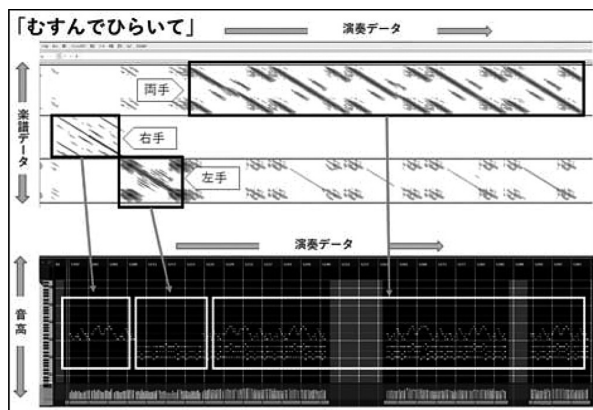 「むすんでひらいて」
演奏データ
楽譜データ
両手
右手
左手
演奏データ
音高